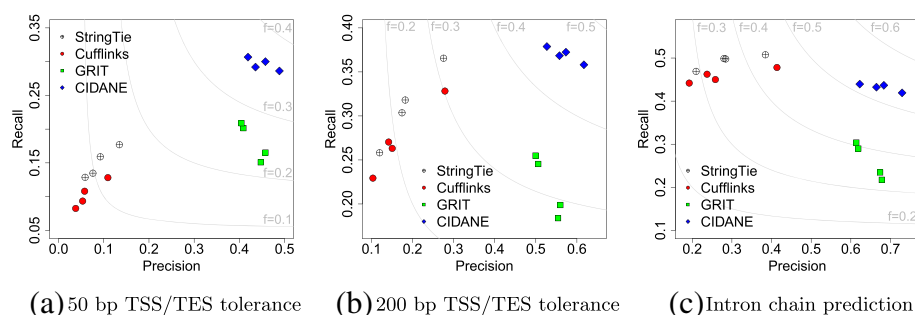 f=0.4
f=0.3
f=0.2
f=0.1
StringTie
Cufflinks
GRIT
CIDANE
Recall
0.35
0.25
0.15
0.05
0.0 0.1 0.2 0.3 0.4 0.5
Precision
(a) 50 bp TSS/TES tolerance
f=0.2 f=0.4 f=0.5
f=0.3
StringTie
Cufflinks
GRIT
CIDANE
Recall
0.40
0.35
0.30
0.25
0.20
0.1 0.2 0.3 0.4 0.5 0.6
Precision
(b) 200 bp TSS/TES tolerance
f=0.3 f=0.4 f=0.5 f=0.6
f=0.2
StringTie
Cufflinks
GRIT
CIDANE
Recall
0.5
0.4
0.3
0.2
0.1
0.2 0.3 0.4 0.5 0.6 0.7
Precision
(c) Intron chain prediction